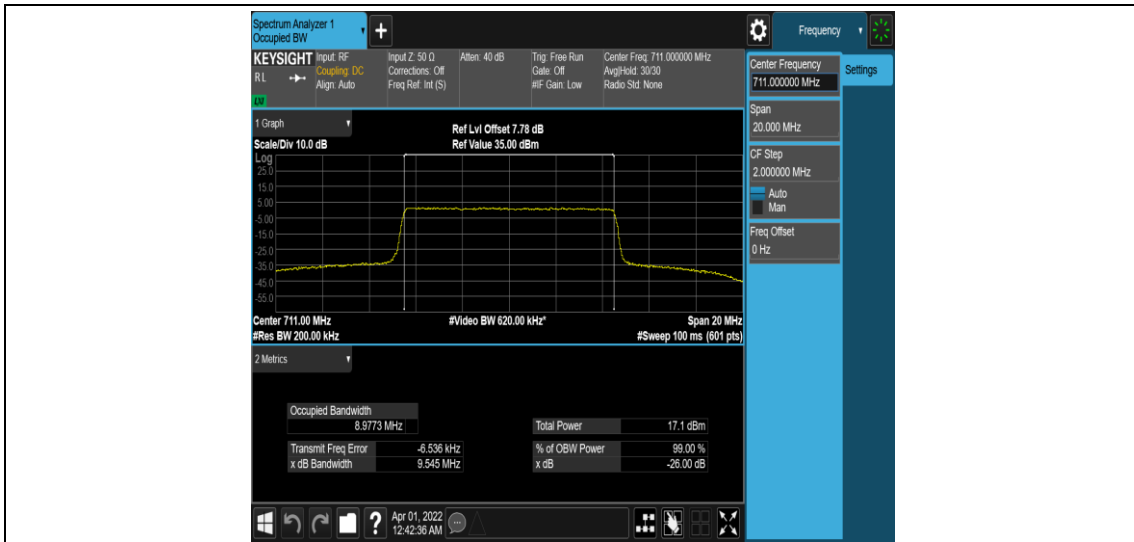 Spectrum Analyzer 1
Occupied BW
+
Frequency
KEYSIGHT
RL
Input: RF
Coupling: DC
Align: Auto
Input Z: 50 Ω
Corrections: Off
Freq Ref: Int (S)
Atten: 40 dB
Trig: Free Run
Gate: Off
#IF Gain: Low
Center Freq: 711.000000 MHz
Avg|Hold: 30/30
Radio Std: None
Center Frequency
711.000000 MHz
Settings
Span
20.000 MHz
CF Step
2.000000 MHz
Auto
Man
Freq Offset
0 Hz
1 Graph
Scale/Div 10.0 dB
Ref Lvl Offset 7.78 dB
Ref Value 35.00 dBm
Log
25.0
15.0
5.00
-5.00
-15.0
-25.0
-35.0
-45.0
-55.0
Center 711.00 MHz
#Video BW 620.00 kHz*
Span 20 MHz
#Res BW 200.00 kHz
#Sweep 100 ms (601 pts)
2 Metrics
Occupied Bandwidth
8.9773 MHz
Total Power 17.1 dBm
Transmit Freq Error -6.536 kHz
% of OBW Power 99.00 %
x dB Bandwidth 9.545 MHz
x dB -26.00 dB
?
Apr 01, 2022
12:42:36 AM